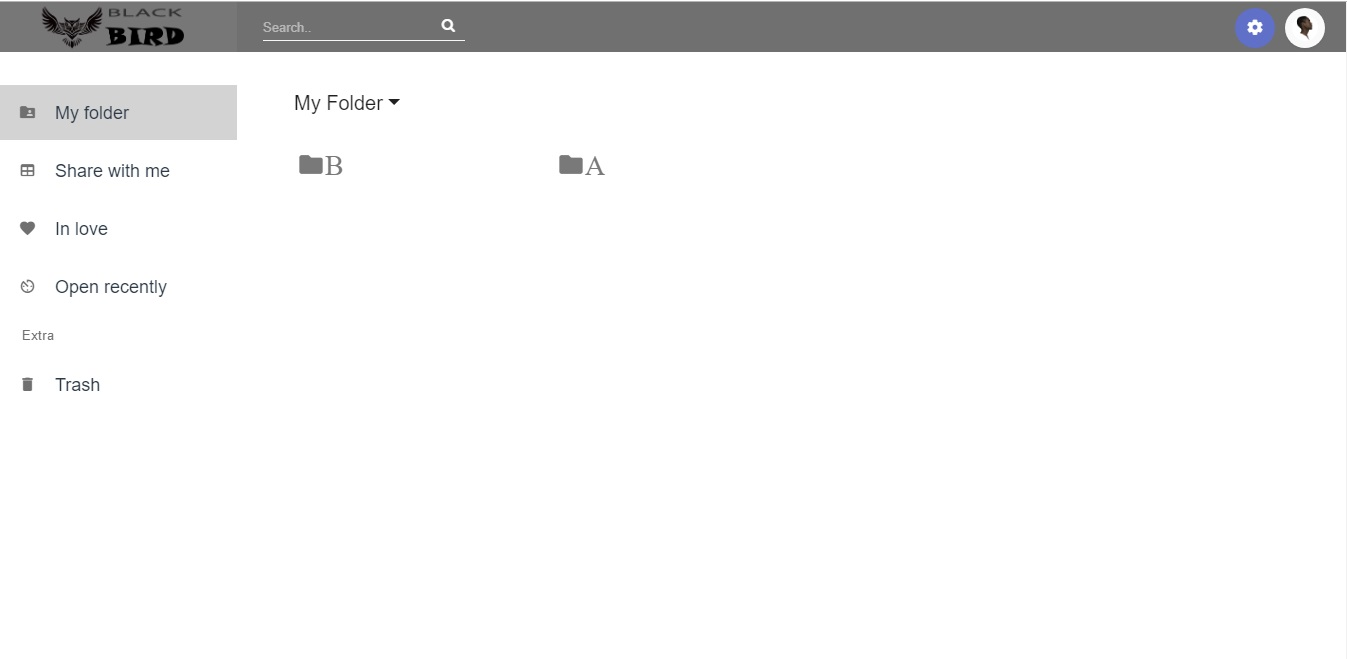 BLACK
BIRD
Search..
My folder
Share with me
In love
Open recently
Extra
Trash
My Folder
B
A